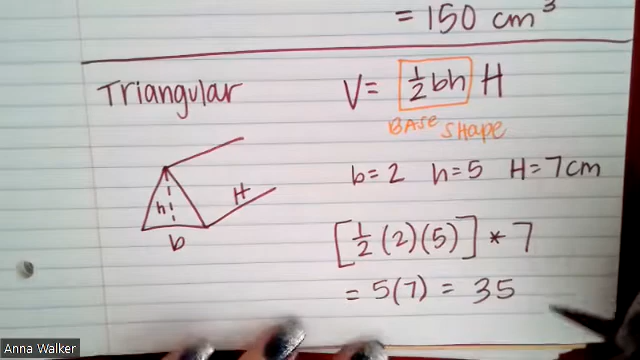 = 150 cm³
Triangular
V = ½bh H
BASE SHAPE
b=2 h=5 H=7cm
h
H
b
[½(2)(5)] * 7
= 5(7) = 35
Anna Walker